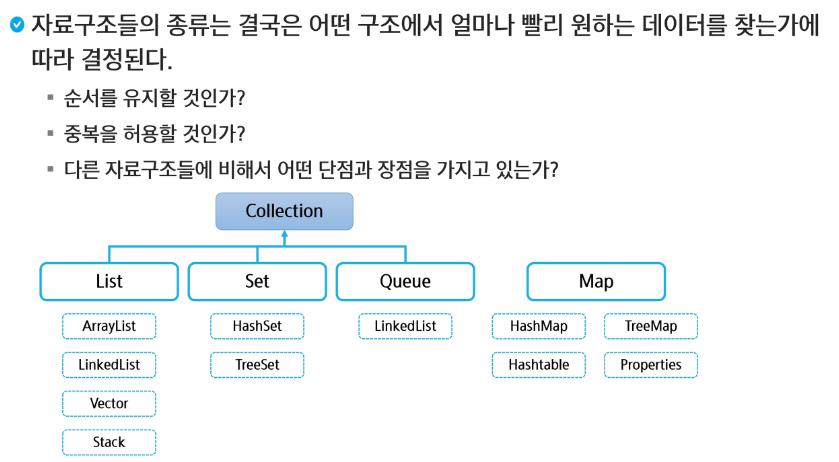 자료구조들의 종류는 결국은 어떤 구조에서 얼마나 빨리 원하는 데이터를 찾는가에
따라 결정된다.
순서를 유지할 것인가?
중복을 허용할 것인가?
다른 자료구조들에 비해서 어떤 단점과 장점을 가지고 있는가?
Collection
List Set Queue Map
ArrayList HashSet LinkedList HashMap TreeMap
LinkedList TreeSet Hashtable Properties
Vector
Stack